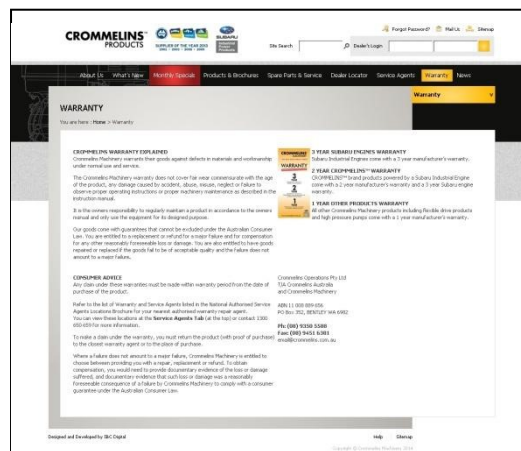 Forgot Password?
Mail Us
Sitemap
CROMMELINS
PRODUCTS
SUPPLIER OF THE YEAR 2013
SUBARU
Site Search
Dealer's Login
About Us
What's New
Monthly Specials
Products & Brochures
Spare Parts & Service
Dealer Locator
Service Agents
Warranty
News
Warranty
WARRANTY
You are here : Home > Warranty
CROMMELINS WARRANTY EXPLAINED
Crommelins Machinery warrants their goods against defects in materials and workmanship
under normal use and service.
The Crommelins Machinery warranty does not cover fair wear commensurate with the age
of the product, any damage caused by accident, abuse, misuse, neglect or failure to
observe proper operating instructions or proper machinery maintenance as described in the
instruction manual.
It is the owners responsibility to regularly maintain a product in accordance to the owners
manual and only use the equipment for its designed purpose.
Our goods come with guarantees that cannot be excluded under the Australian Consumer
Law. You are entitled to a replacement or refund for a major failure and for compensation
for any other reasonably foreseeable loss or damage. You are also entitled to have goods
repaired or replaced if the goods fail to be of acceptable quality and the failure does not
amount to a major failure.
WARRANTY
3
2
1
3 YEAR SUBARU ENGINES WARRANTY
Subaru Industrial Engines come with a 3 year manufacturer's warranty.
2 YEAR CROMMELINS™ WARRANTY
CROMMELINS™ brand products powered by a Subaru Industrial Engine
come with a 2 year manufacturer's warranty and a 3 year Subaru engine
warranty.
1 YEAR OTHER PRODUCTS WARRANTY
All other Crommelins Machinery products including flexible drive products
and high pressure pumps come with a 1 year manufacturer's warranty.
CONSUMER ADVICE
Any claim under these warranties must be made within warranty period from the date of
purchase of the product.
Refer to the list of Warranty and Service Agents listed in the National Authorised Service
Agents Locations Brochure for your nearest authorised warranty repair agent.
You can view these locations at the Service Agents Tab (at the top) or contact 1300
650 659 for more information.
To make a claim under the warranty, you must return the product (with proof of purchase)
to the closest warranty agent or to the place of purchase.
Where a failure does not amount to a major failure, Crommelins Machinery is entitled to
choose between providing you with a repair, replacement or refund. To obtain
compensation, you would need to provide documentary evidence of the loss or damage
suffered, and documentary evidence that such loss or damage was a reasonably
foreseeable consequence of a failure by Crommelins Machinery to comply with a consumer
guarantee under the Australian Consumer Law.
Crommelins Operations Pty Ltd
T/A Crommelins Australia
and Crommelins Machinery
PO Box 352, BENTLEY WA 6982
Ph: (08) 9350 5588
Fax: (08) 9451 6381
email@crommelins.com.au
Designed and Developed by SBC Digital
Help
Sitemap
Copyright © Crommelins Machinery 2014